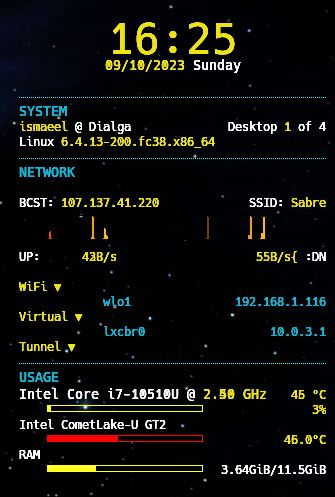 16:25
09/10/2023 Sunday
SYSTEM
ismaeel @ Dialga Desktop 1 of 4
Linux 6.4.13-200.fc38.x86_64
NETWORK
BCST: 107.137.41.220 SSID: Sabre
UP: 43B/s 55B/s{ :DN
WiFi ▼
wlo1 192.168.1.116
Virtual ▼
lxcbr0 10.0.3.1
Tunnel ▼
USAGE
Intel Core i7-10510U @ GHz 45 °C
3%
Intel CometLake-U GT2
46.0°C
RAM
3.64GiB/11.5GiB